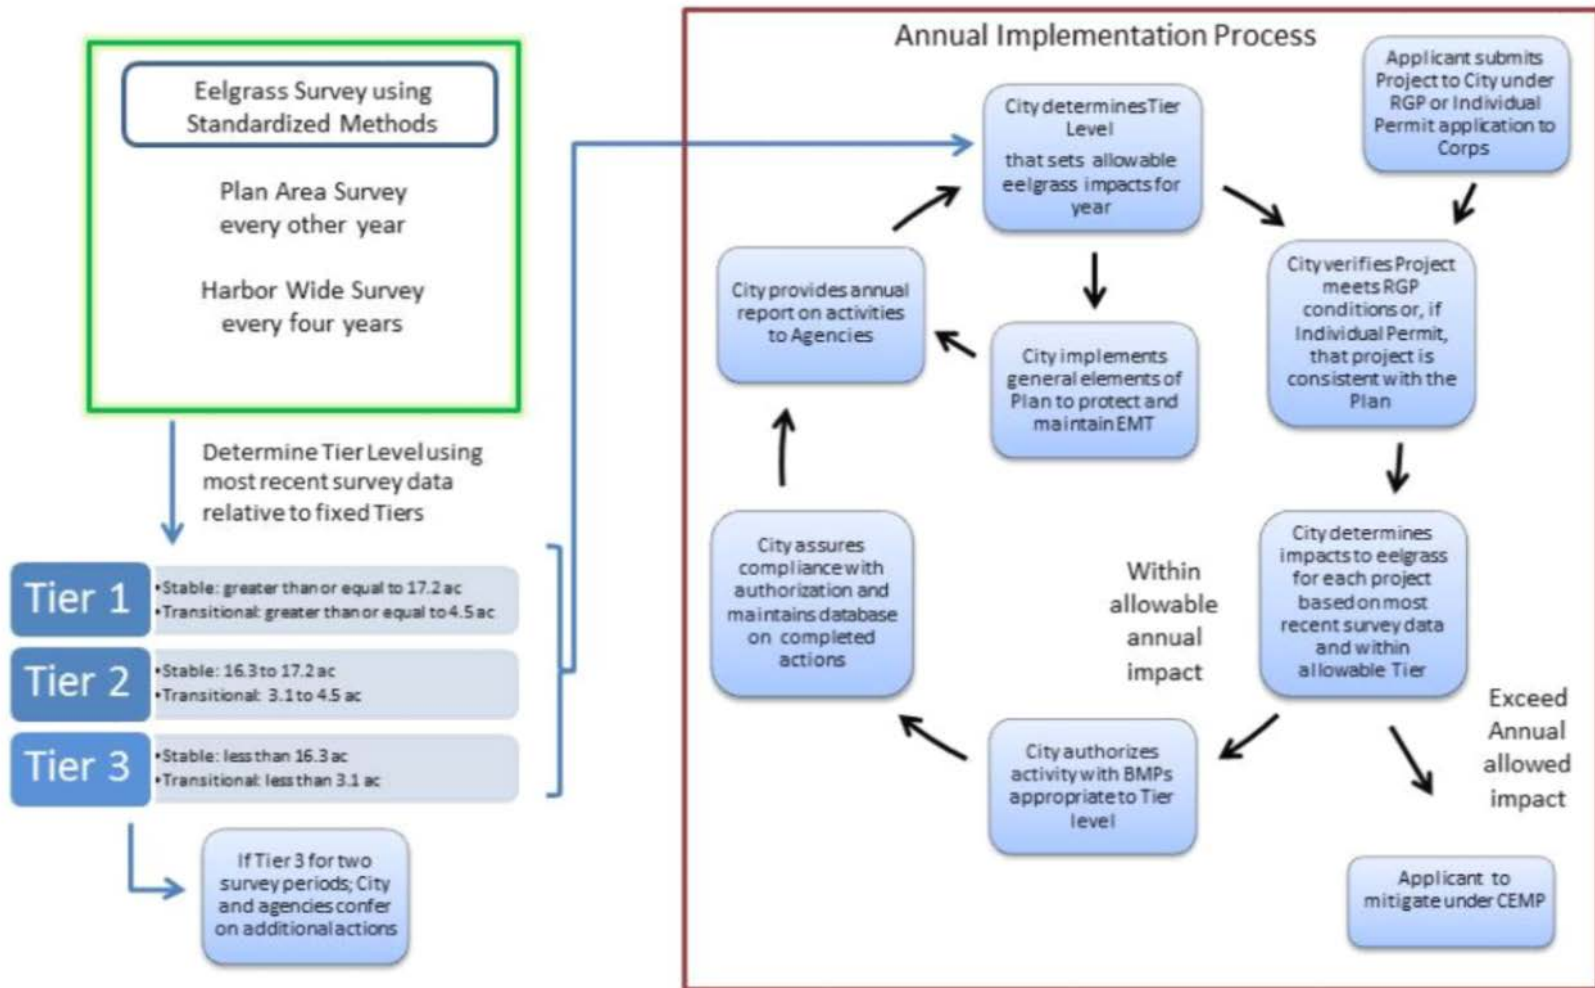 Eelgrass Survey using
Standardized Methods
Plan Area Survey
every other year
Harbor Wide Survey
every four years
Determine Tier Level using
most recent survey data
relative to fixed Tiers
Tier 1
•Stable: greater than or equal to 17.2 ac
•Transitional: greater than or equal to 4.5 ac
Tier 2
•Stable: 16.3 to 17.2 ac
•Transitional: 3.1 to 4.5 ac
Tier 3
•Stable: less than 16.3 ac
•Transitional: less than 3.1 ac
If Tier 3 for two
survey periods; City
and agencies confer
on additional actions
Annual Implementation Process
Applicant submits
Project to City under
RGP or Individual
Permit application to
Corps
City determines Tier
Level
that sets allowable
eelgrass impacts for
year
City verifies Project
meets RGP
conditions or, if
Individual Permit,
that project is
consistent with the
Plan
City provides annual
report on activities
to Agencies
City implements
general elements of
Plan to protect and
maintain EMT
City assures
compliance with
authorization and
maintains database
on completed
actions
Within
allowable
annual
impact
City determines
impacts to eelgrass
for each project
based on most
recent survey data
and within
allowable Tier
Exceed
Annual
allowed
impact
City authorizes
activity with BMPs
appropriate to Tier
level
Applicant to
mitigate under CEMP